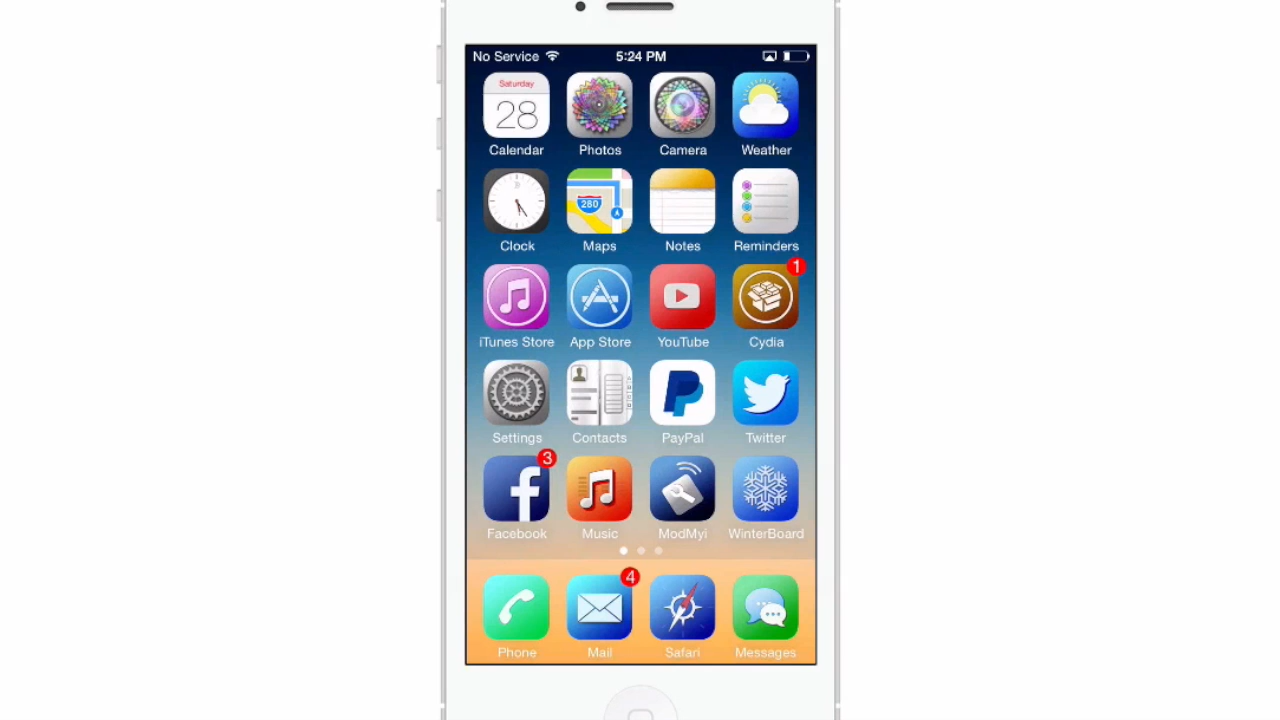 No Service 5:24 PM
Saturday
28
Calendar Photos Camera Weather
280
Clock Maps Notes Reminders
1
iTunes Store App Store YouTube Cydia
Settings Contacts PayPal Twitter
3
Facebook Music ModMyi WinterBoard
4
Phone Mail Safari Messages